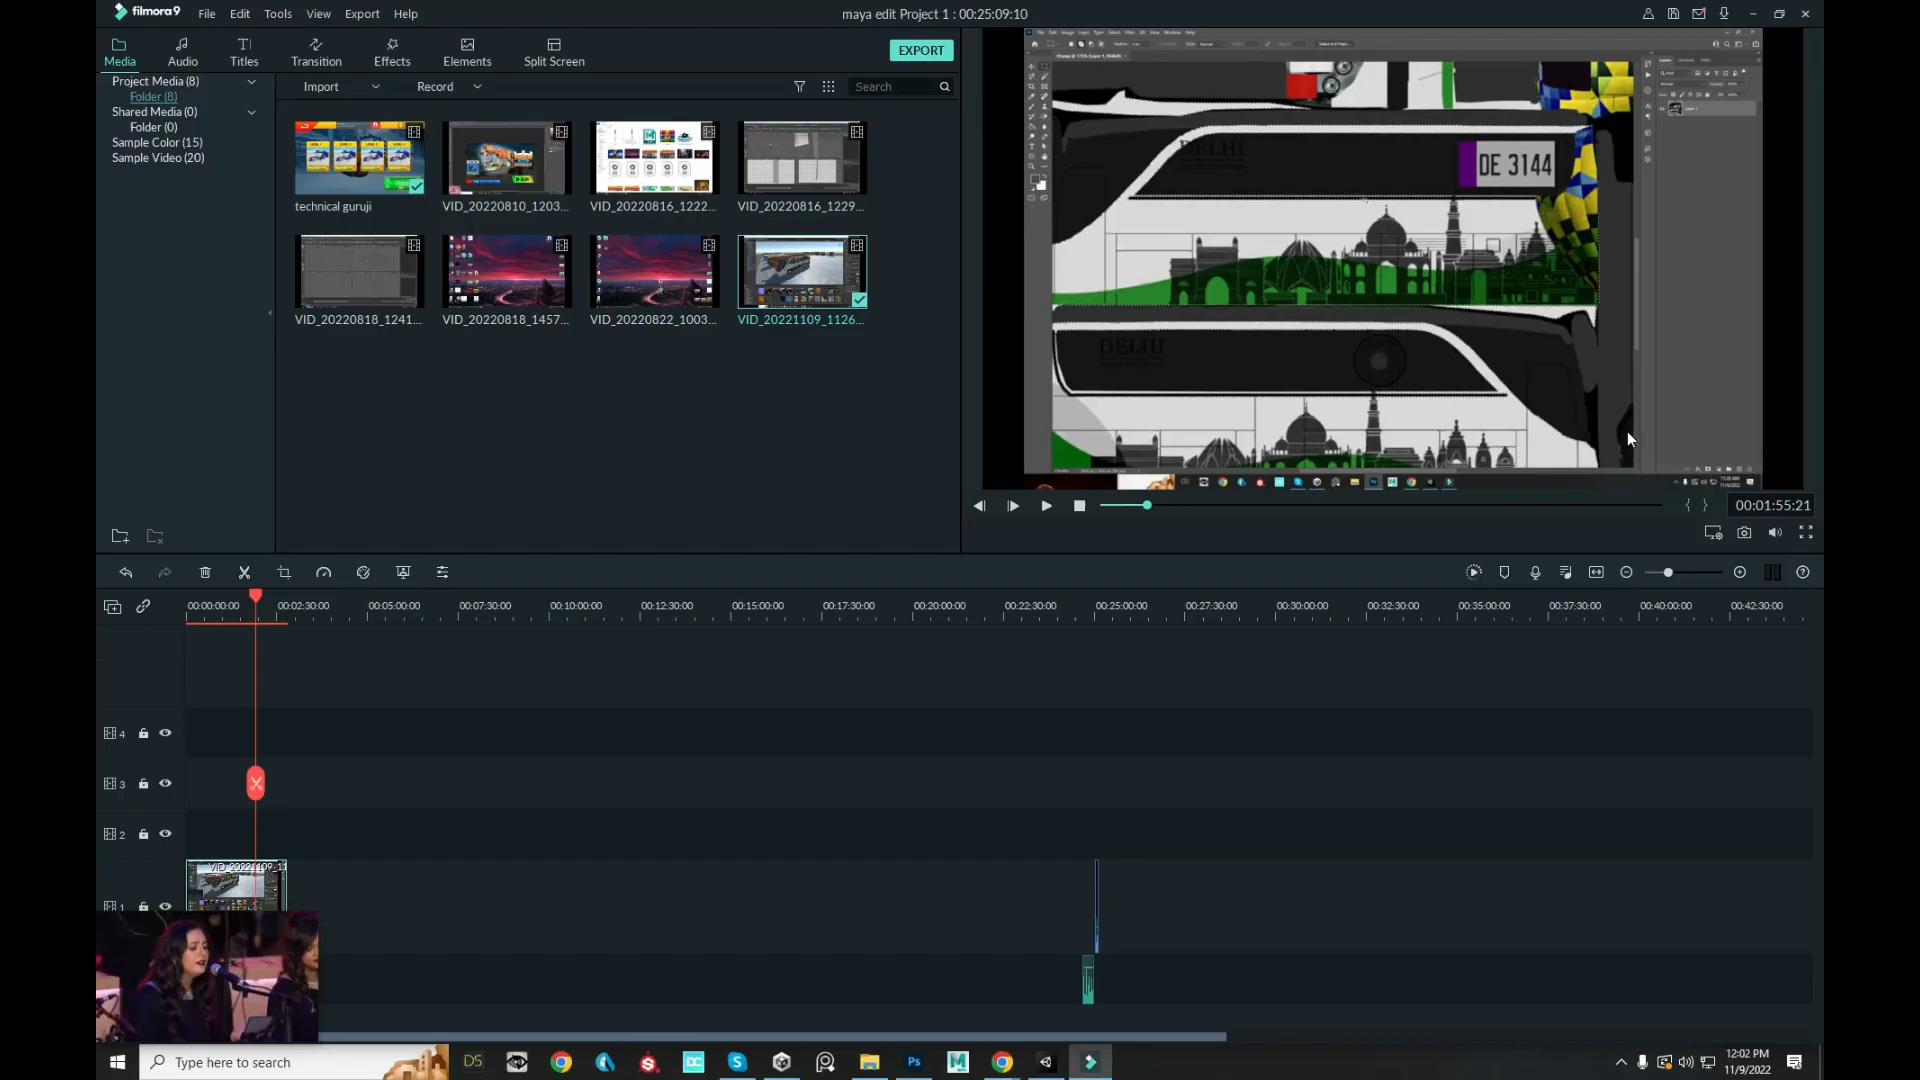 filmora9
File Edit Tools View Export Help
maya edit Project 1 : 00:25:09:10
Media Audio Titles Transition Effects Elements Split Screen
EXPORT
Project Media (8)
Folder (8)
Shared Media (0)
Folder (0)
Sample Color (15)
Sample Video (20)
Import Record Search
technical guruji VID_20220810_1203... VID_20220816_1222... VID_20220816_1229...
VID_20220818_1241... VID_20220818_1457... VID_20220822_1003... VID_20221109_1126...
DELHI
DE 3144
DELHI
{ } 00:01:55:21
00:00:00:00 00:02:30:00 00:05:00:00 00:07:30:00 00:10:00:00 00:12:30:00 00:15:00:00 00:17:30:00 00:20:00:00 00:22:30:00 00:25:00:00 00:27:30:00 00:30:00:00 00:32:30:00 00:35:00:00 00:37:30:00 00:40:00:00 00:42:30:00
4
3
2
VID_20221109_11
1
Type here to search
DS
DC
S
Ps
M
12:02 PM
11/9/2022